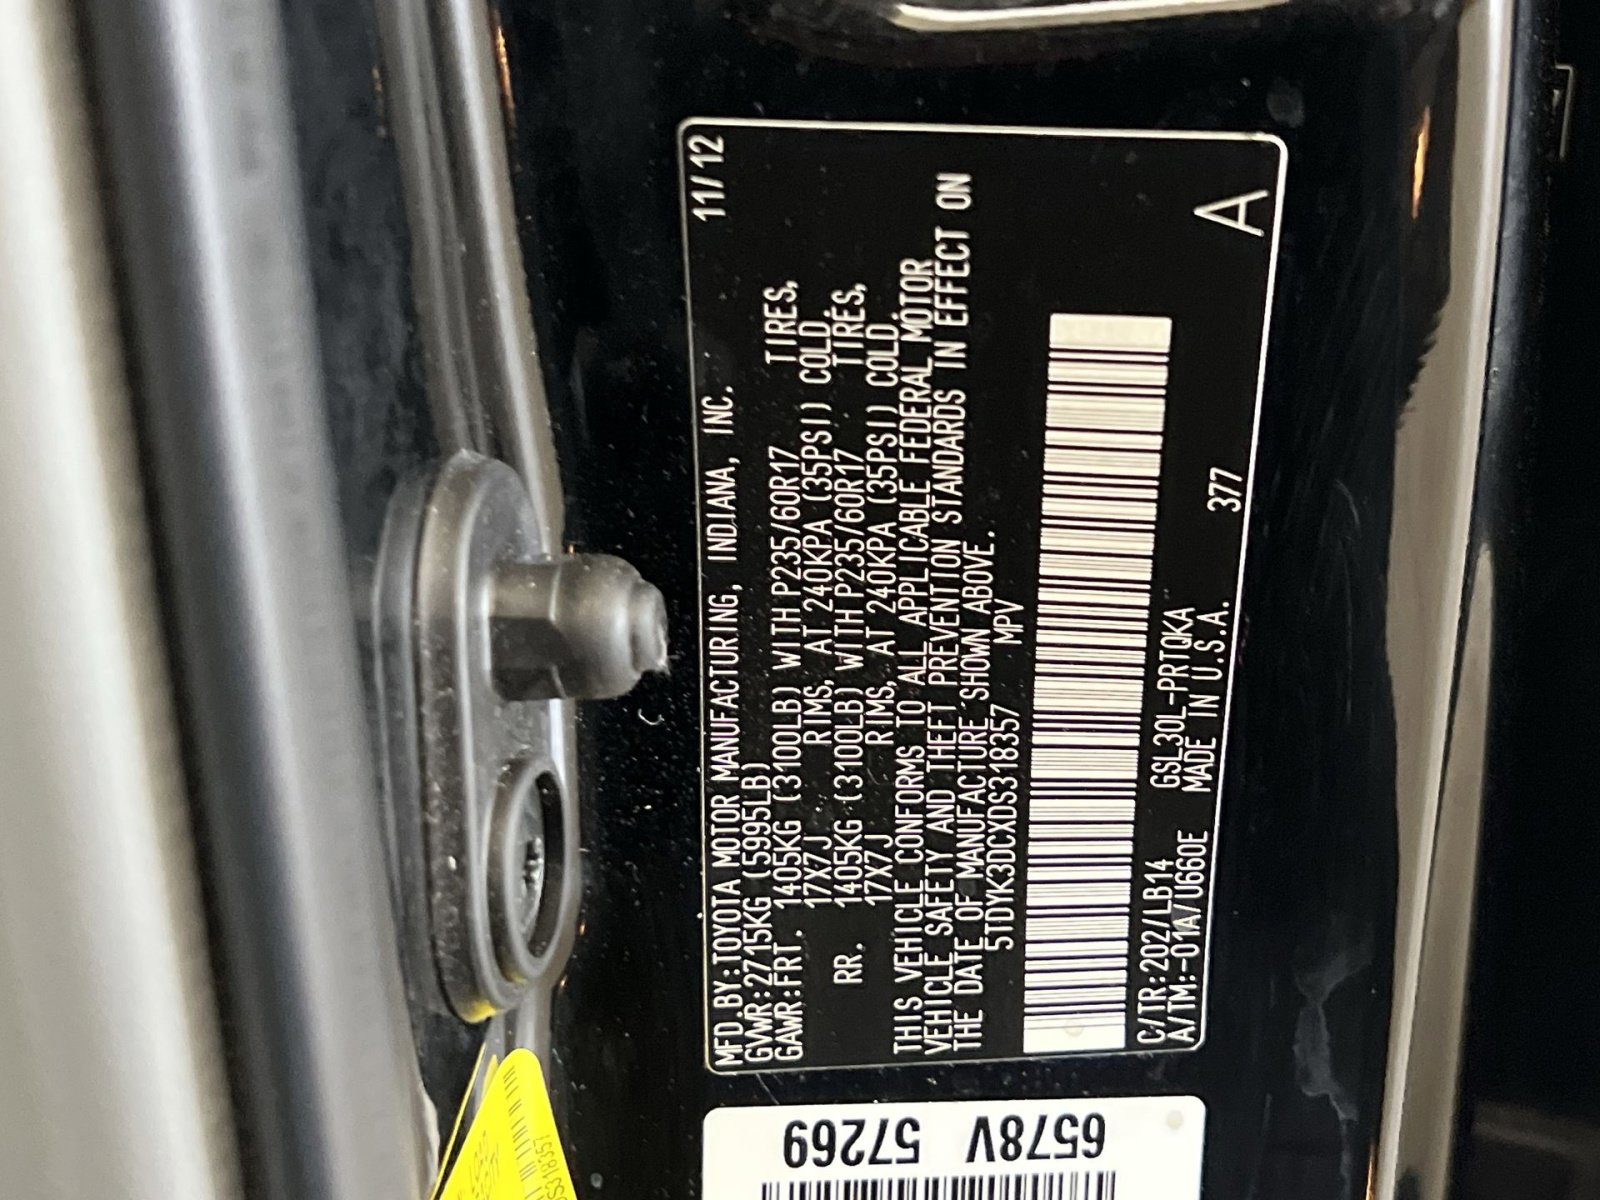 MFD.BY:TOYOTA MOTOR MANUFACTURING, INDIANA, INC. 11/12
GVWR:2715KG (5995LB)
GAWR:FRT. 1405KG (3100LB) WITH P235/60R17 TIRES,
17X7J RIMS, AT 240KPA (35PSI) COLD.
RR. 1405KG (3100LB) WITH P235/60R17 TIRES,
17X7J RIMS, AT 240KPA (35PSI) COLD.
THIS VEHICLE CONFORMS TO ALL APPLICABLE FEDERAL MOTOR
VEHICLE SAFETY AND THEFT PREVENTION STANDARDS IN EFFECT ON
THE DATE OF MANUFACTURE SHOWN ABOVE.
5TDYK3DCXDS318357 MPV
C/TR:202/LB14 GSL30L-PRTQKA 377
A/TM:-01A/U660E MADE IN U.S.A. A
6578V
57269
DS318357